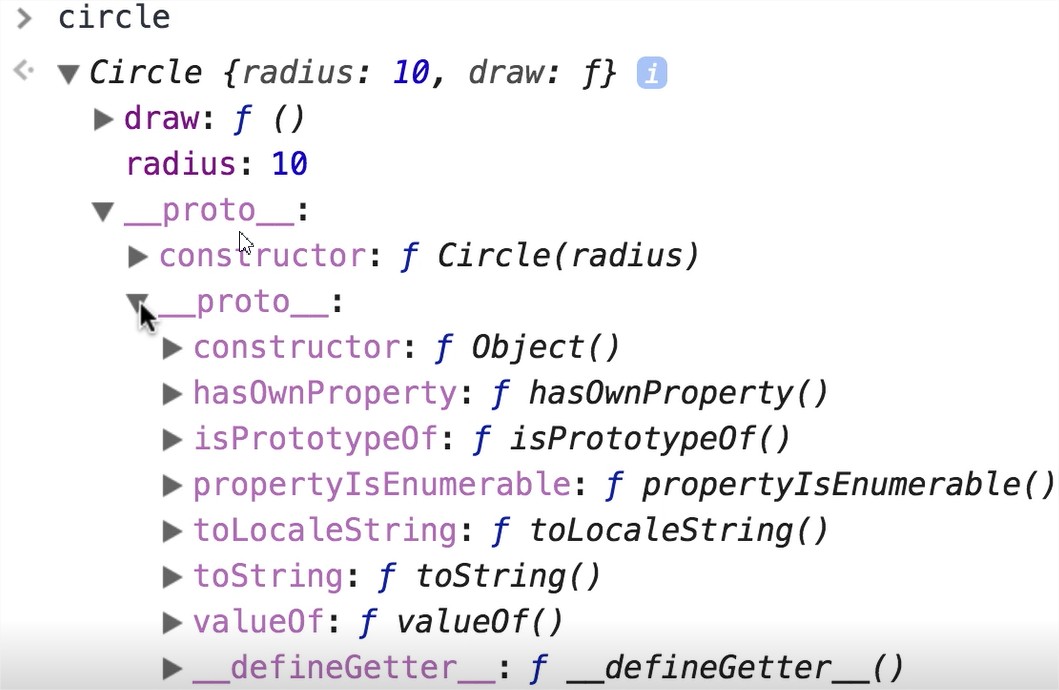 > circle
<· ▼ Circle {radius: 10, draw: ƒ} i
▶ draw: ƒ ()
radius: 10
▼ __proto__:
▶ constructor: ƒ Circle(radius)
▼ __proto__:
▶ constructor: ƒ Object()
▶ hasOwnProperty: ƒ hasOwnProperty()
▶ isPrototypeOf: ƒ isPrototypeOf()
▶ propertyIsEnumerable: ƒ propertyIsEnumerable()
▶ toLocaleString: ƒ toLocaleString()
▶ toString: ƒ toString()
▶ valueOf: ƒ valueOf()
▶ __defineGetter__: ƒ __defineGetter__()